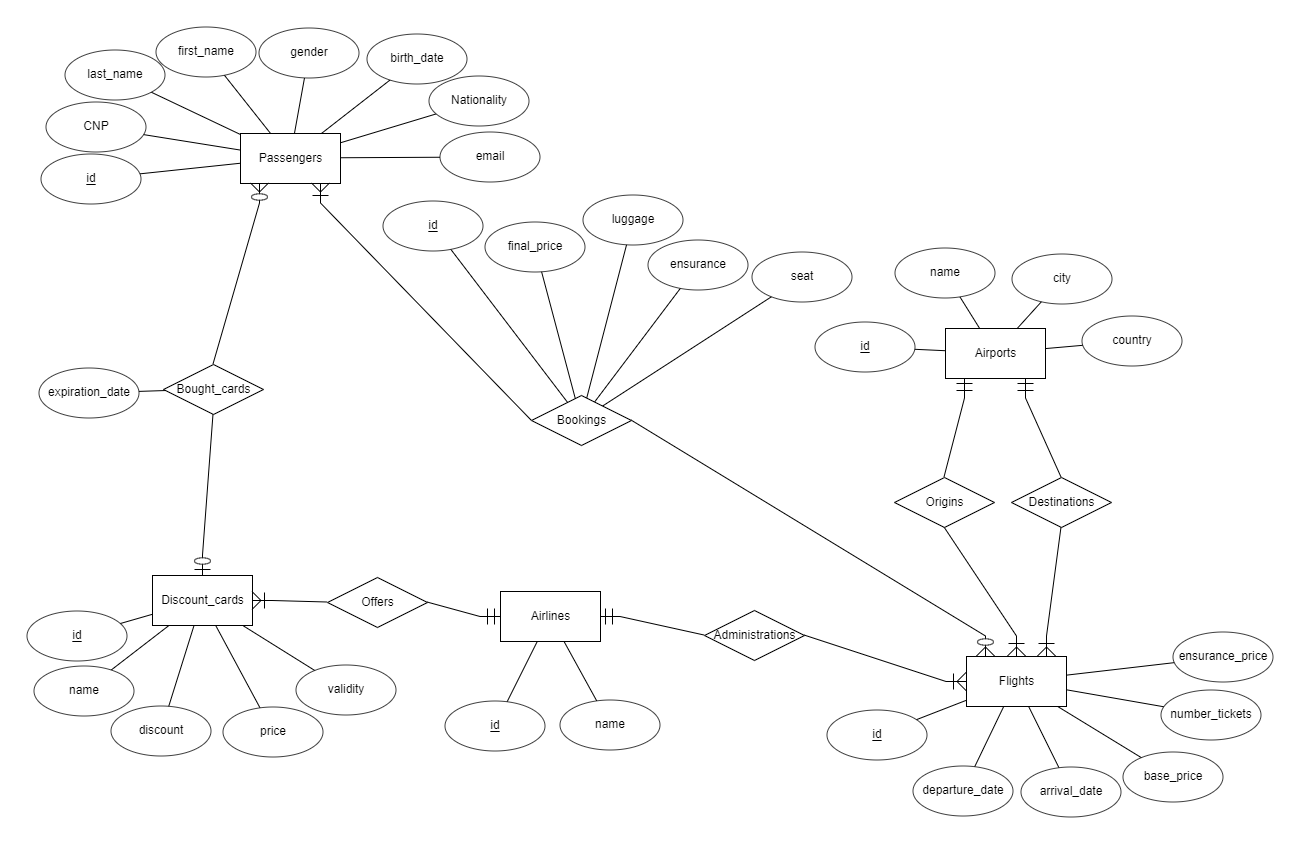 first_name
gender
birth_date
last_name
Nationality
CNP
Passengers
email
id
id
final_price
luggage
ensurance
seat
name
city
id
Airports
country
expiration_date
Bought_cards
Bookings
Origins
Destinations
Discount_cards
Offers
Airlines
Administrations
id
name
discount
price
validity
id
name
Flights
ensurance_price
number_tickets
id
departure_date
arrival_date
base_price